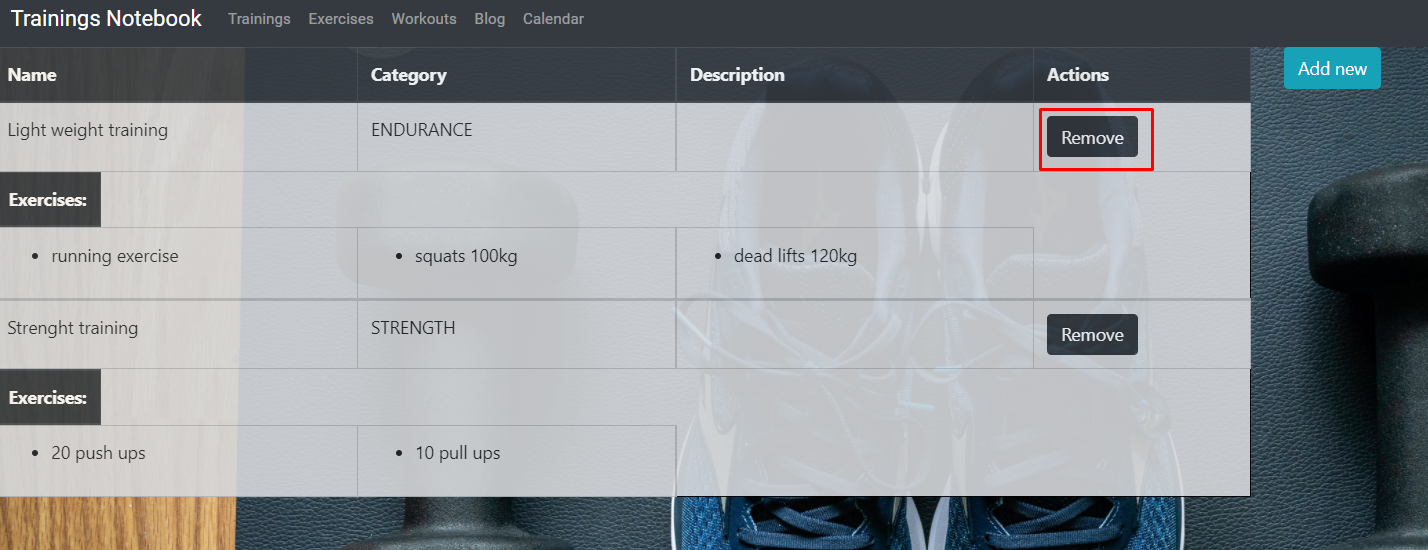 Trainings Notebook Trainings Exercises Workouts Blog Calendar
Name Category Description Actions Add new
Light weight training ENDURANCE Remove
Exercises:
• running exercise • squats 100kg • dead lifts 120kg
Strenght training STRENGTH Remove
Exercises:
• 20 push ups • 10 pull ups